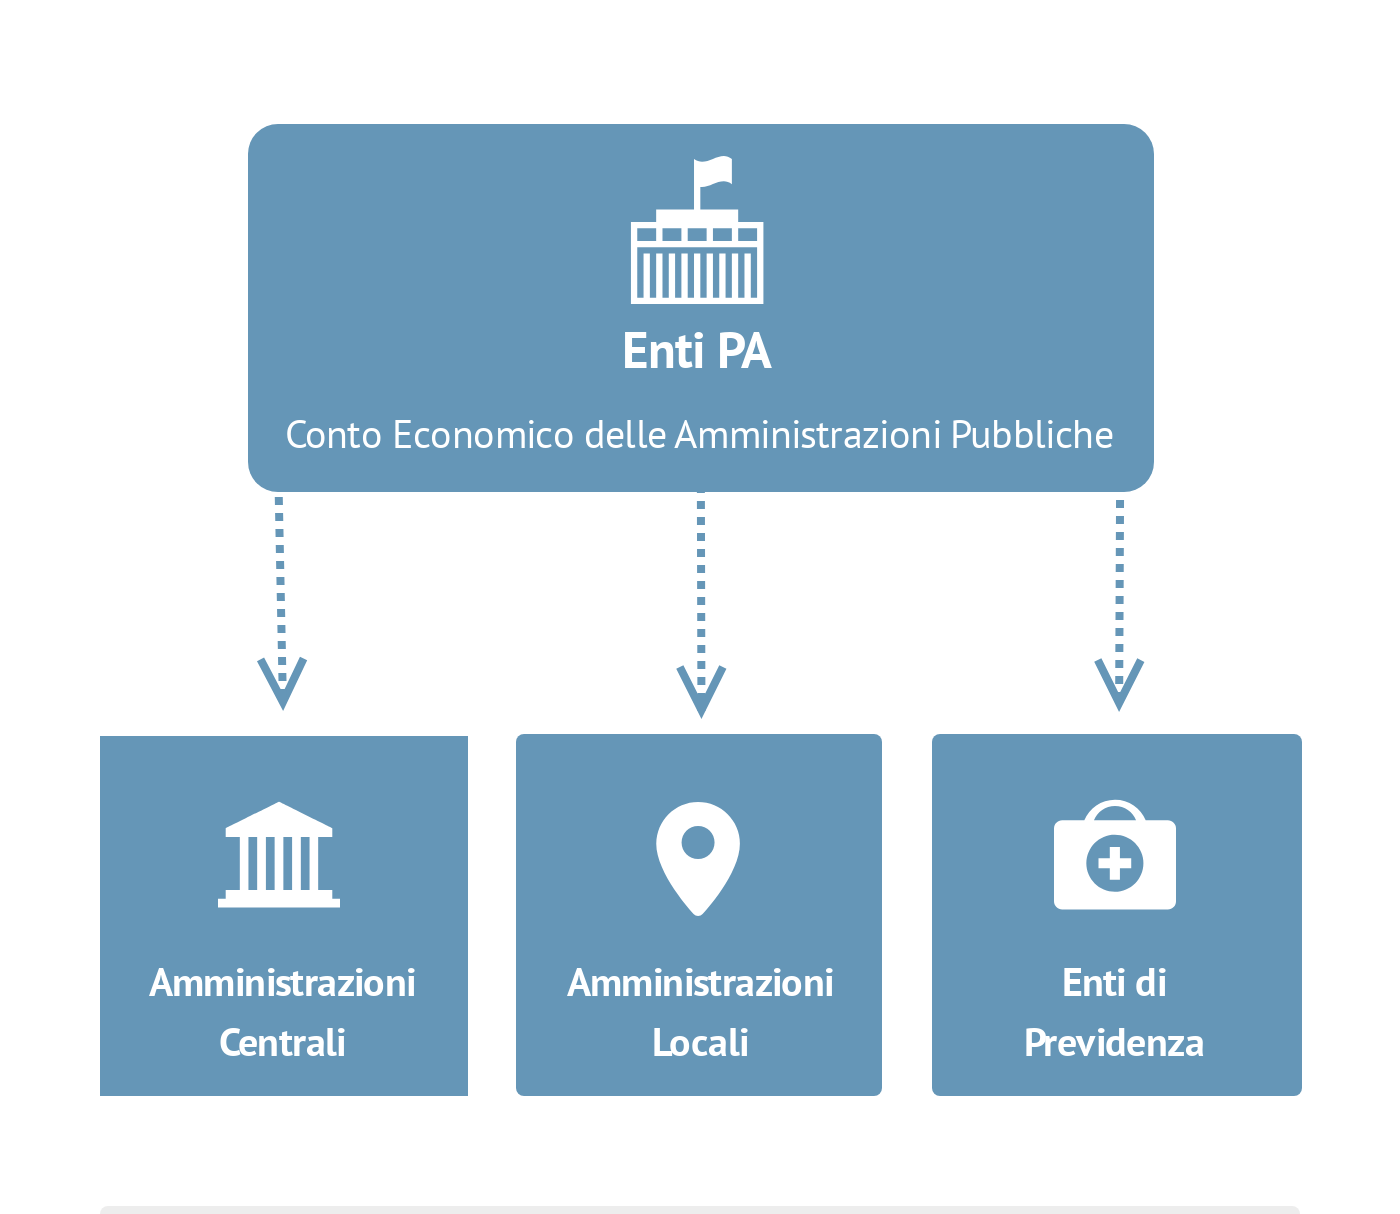 Enti PA
Conto Economico delle Amministrazioni Pubbliche
Amministrazioni
Centrali
Amministrazioni
Locali
Enti di
Previdenza